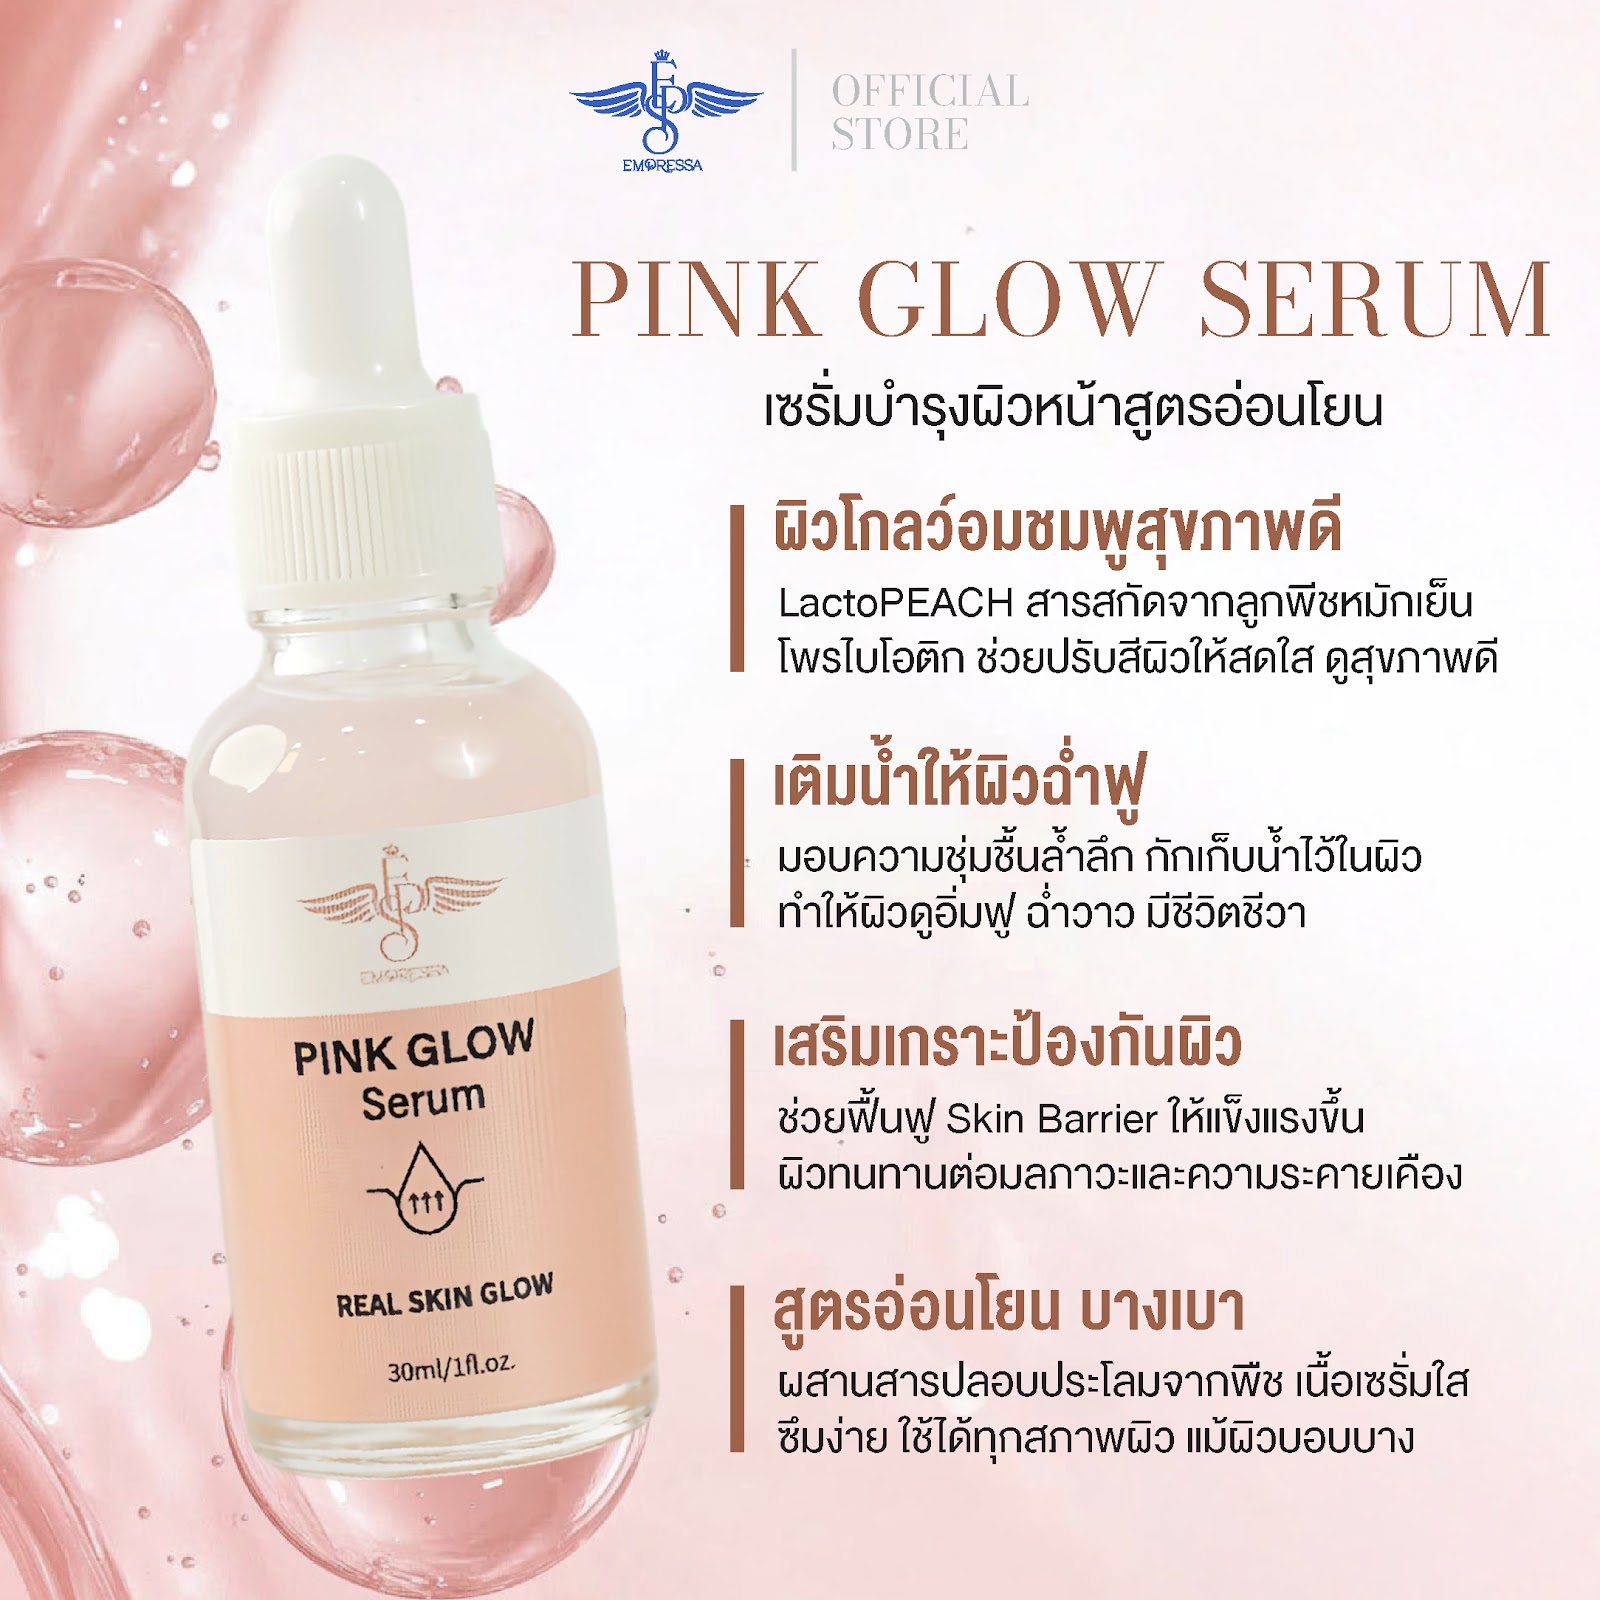 EMPRESSA
OFFICIAL
STORE
PINK GLOW SERUM
เซรั่มบำรุงผิวหน้าสูตรอ่อนโยน
ผิวโกลว์อมชมพูสุขภาพดี
LactoPEACH สารสกัดจากลูกพีชหมักเย็น
โพรไบโอติก ช่วยปรับสีผิวให้สดใส ดูสุขภาพดี
เติมน้ำให้ผิวฉ่ำฟู
มอบความชุ่มชื้นล้ำลึก กักเก็บน้ำไว้ในผิว
ทำให้ผิวดูอิ่มฟู ฉ่ำวาว มีชีวิตชีวา
เสริมเกราะป้องกันผิว
ช่วยฟื้นฟู Skin Barrier ให้แข็งแรงขึ้น
ผิวทนทานต่อมลภาวะและความระคายเคือง
สูตรอ่อนโยน บางเบา
ผสานสารปลอบประโลมจากพืช เนื้อเซรั่มใส
ซึมง่าย ใช้ได้ทุกสภาพผิว แม้ผิวบอบบาง
EMPRESSA
PINK GLOW
Serum
REAL SKIN GLOW
30ml/1fl.oz.